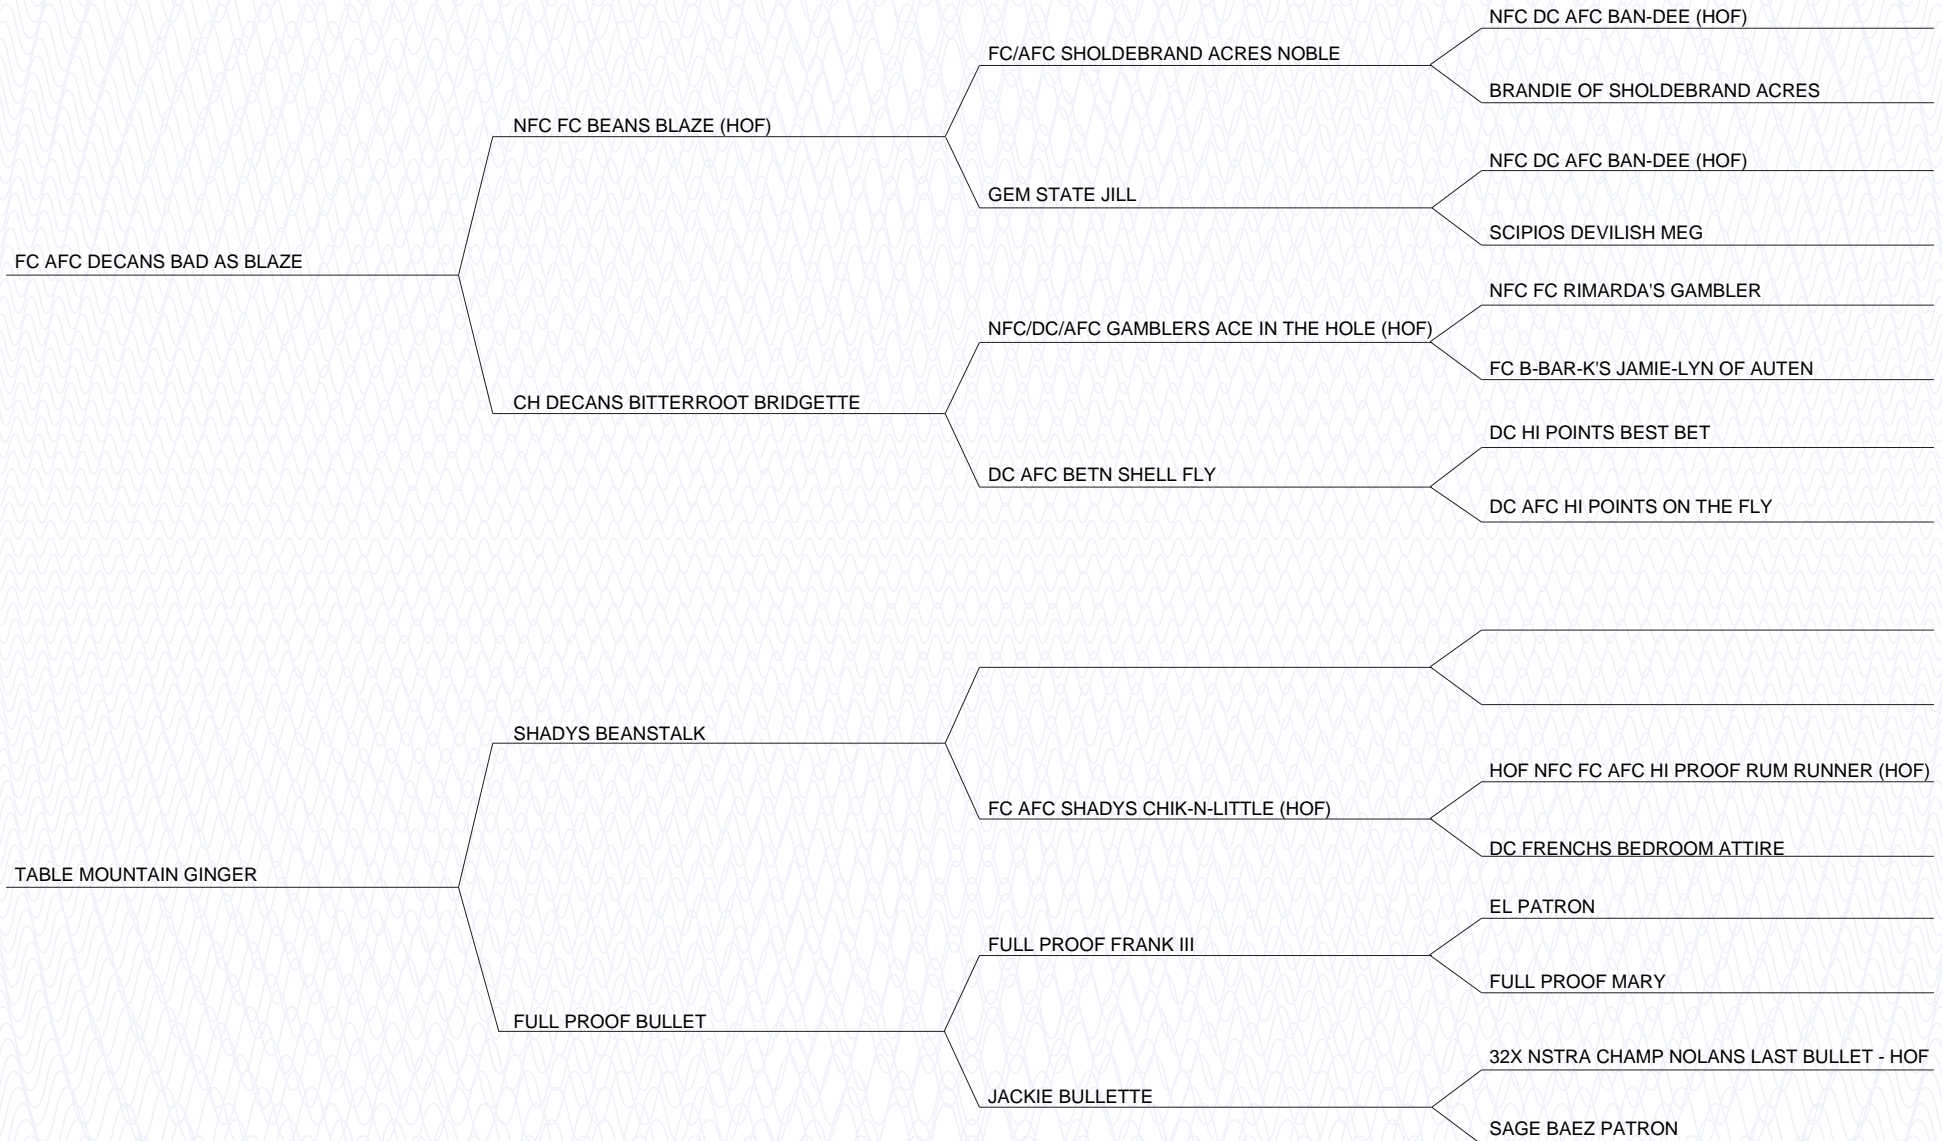 NFC DC AFC BAN-DEE (HOF)
FC/AFC SHOLDEBRAND ACRES NOBLE
BRANDIE OF SHOLDEBRAND ACRES
NFC FC BEANS BLAZE (HOF)
NFC DC AFC BAN-DEE (HOF)
GEM STATE JILL
SCIPIOS DEVILISH MEG
FC AFC DECANS BAD AS BLAZE
NFC FC RIMARDA'S GAMBLER
NFC/DC/AFC GAMBLERS ACE IN THE HOLE (HOF)
FC B-BAR-K'S JAMIE-LYN OF AUTEN
CH DECANS BITTERROOT BRIDGETTE
DC HI POINTS BEST BET
DC AFC BETN SHELL FLY
DC AFC HI POINTS ON THE FLY
SHADYS BEANSTALK
HOF NFC FC AFC HI PROOF RUM RUNNER (HOF)
FC AFC SHADYS CHIK-N-LITTLE (HOF)
DC FRENCHS BEDROOM ATTIRE
TABLE MOUNTAIN GINGER
EL PATRON
FULL PROOF FRANK III
FULL PROOF MARY
FULL PROOF BULLET
32X NSTRA CHAMP NOLANS LAST BULLET - HOF
JACKIE BULLETTE
SAGE BAEZ PATRON